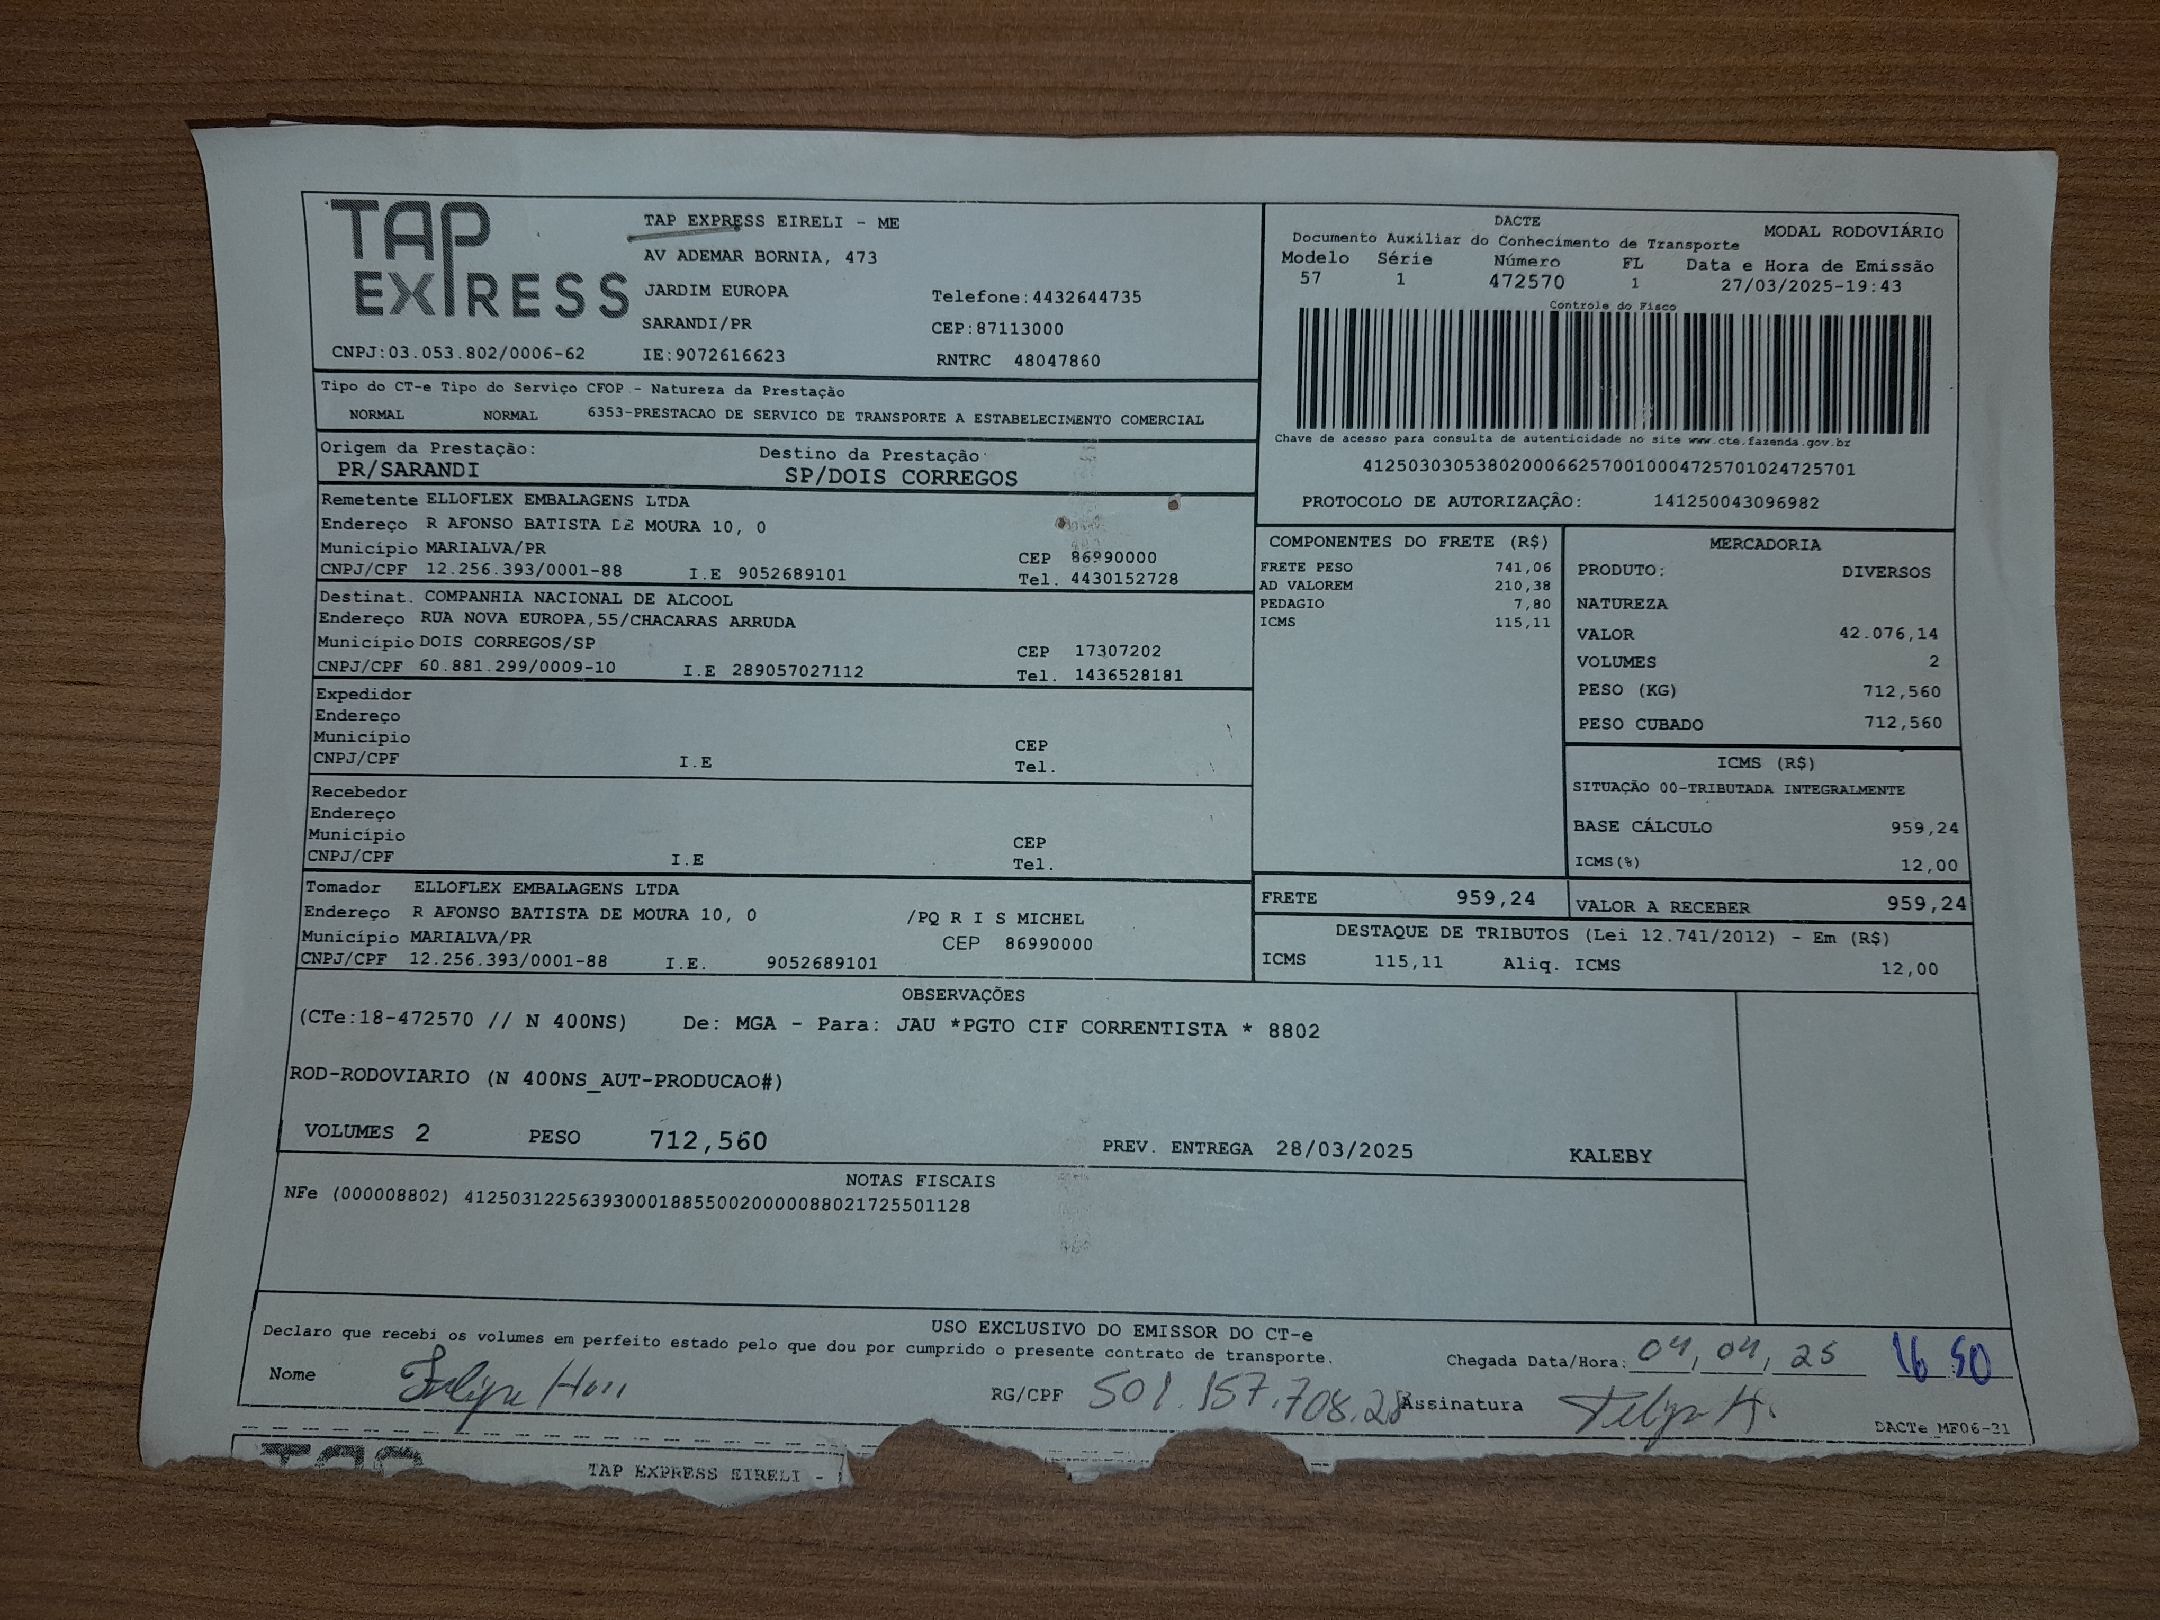 TAP EXPRESS
TAP EXPRESS EIRELI - ME
AV ADEMAR BORNIA, 473
JARDIM EUROPA Telefone:4432644735
SARANDI/PR CEP:87113000
CNPJ:03.053.802/0006-62 IE:9072616623 RNTRC 48047860
DACTE MODAL RODOVIÁRIO
Documento Auxiliar do Conhecimento de Transporte
Modelo Série Número FL Data e Hora de Emissão
57 1 472570 1 27/03/2025-19:43
Controle do Fisco
Chave de acesso para consulta de autenticidade no site www.cte.fazenda.gov.br
41250303053802000662570010004725701024725701
PROTOCOLO DE AUTORIZAÇÃO: 141250043096982
Tipo do CT-e Tipo do Serviço CFOP - Natureza da Prestação
NORMAL NORMAL 6353-PRESTACAO DE SERVICO DE TRANSPORTE A ESTABELECIMENTO COMERCIAL
Origem da Prestação: Destino da Prestação
PR/SARANDI SP/DOIS CORREGOS
Remetente ELLOFLEX EMBALAGENS LTDA
Endereço R AFONSO BATISTA DE MOURA 10, 0
Município MARIALVA/PR CEP 86990000
CNPJ/CPF 12.256.393/0001-88 I.E 9052689101 Tel. 4430152728
Destinat. COMPANHIA NACIONAL DE ALCOOL
Endereço RUA NOVA EUROPA,55/CHACARAS ARRUDA
Município DOIS CORREGOS/SP CEP 17307202
CNPJ/CPF 60.881.299/0009-10 I.E 289057027112 Tel. 1436528181
Expedidor
Endereço
Município CEP
CNPJ/CPF I.E Tel.
Recebedor
Endereço
Município CEP
CNPJ/CPF I.E Tel.
Tomador ELLOFLEX EMBALAGENS LTDA
Endereço R AFONSO BATISTA DE MOURA 10, 0 /PQ R I S MICHEL
Município MARIALVA/PR CEP 86990000
CNPJ/CPF 12.256.393/0001-88 I.E. 9052689101
COMPONENTES DO FRETE (R$)
FRETE PESO 741,06
AD VALOREM 210,38
PEDAGIO 7,80
ICMS 115,11
MERCADORIA
PRODUTO: DIVERSOS
NATUREZA
VALOR 42.076,14
VOLUMES 2
PESO (KG) 712,560
PESO CUBADO 712,560
ICMS (R$)
SITUAÇÃO 00-TRIBUTADA INTEGRALMENTE
BASE CÁLCULO 959,24
ICMS(%) 12,00
FRETE 959,24 VALOR A RECEBER 959,24
DESTAQUE DE TRIBUTOS (Lei 12.741/2012) - Em (R$)
ICMS 115,11 Aliq. ICMS 12,00
OBSERVAÇÕES
(CTe:18-472570 // N 400NS) De: MGA - Para: JAU *PGTO CIF CORRENTISTA * 8802
ROD-RODOVIARIO (N 400NS_AUT-PRODUCAO#)
VOLUMES 2 PESO 712,560 PREV. ENTREGA 28/03/2025 KALEBY
NOTAS FISCAIS
NFe (000008802) 41250312256393000188550020000088021725501128
USO EXCLUSIVO DO EMISSOR DO CT-e
Declaro que recebi os volumes em perfeito estado pelo que dou por cumprido o presente contrato de transporte. Chegada Data/Hora: 04, 04, 25 16 50
Nome Felipe RG/CPF 501.157.708.28 Assinatura Felipe H.
DACTe_MF06-31
TAP EXPRESS EIRELI -